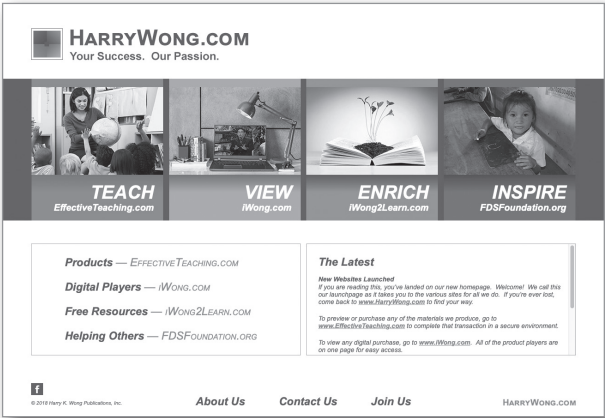 HARRYWONG.COM
Your Success. Our Passion.
TEACH
EffectiveTeaching.com
VIEW
iWong.com
ENRICH
iWong2Learn.com
INSPIRE
FDSFoundation.org
Products — EFFECTIVETEACHING.COM
Digital Players — iWONG.COM
Free Resources — iWONG2LEARN.COM
Helping Others — FDSFOUNDATION.ORG
The Latest
New Websites Launched
If you are reading this, you've landed on our new homepage. Welcome! We call this
our launchpage as it takes you to the various sites for all we do. If you're ever lost,
come back to www.HarryWong.com to find your way.
To preview or purchase any of the materials we produce, go to
www.EffectiveTeaching.com to complete that transaction in a secure environment.
To view any digital purchase, go to www.iWong.com. All of the product players are
on one page for easy access.
f
© 2018 Harry K. Wong Publications, Inc.
About Us Contact Us Join Us
HARRYWONG.COM